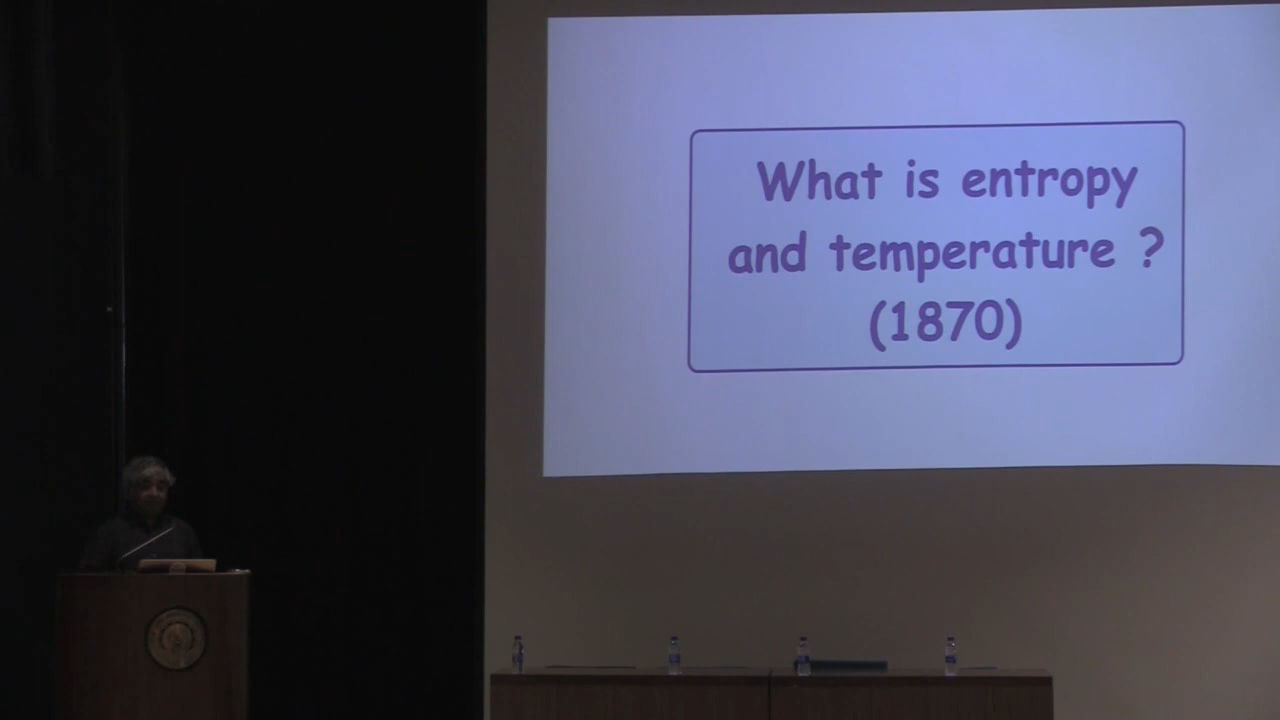 What is entropy
and temperature ?
(1870)